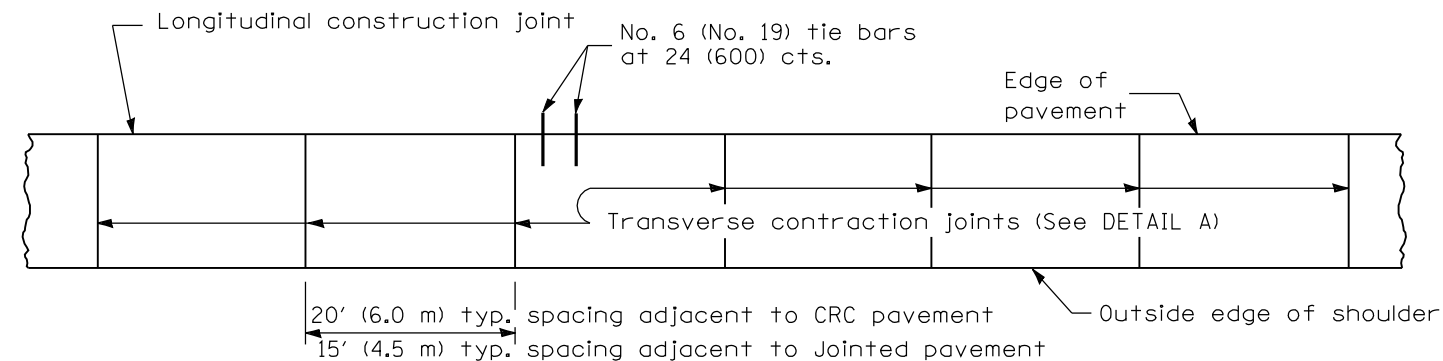 Longitudinal construction joint
No. 6 (No. 19) tie bars
at 24 (600) cts.
Edge of
pavement
Transverse contraction joints (See DETAIL A)
20' (6.0 m) typ. spacing adjacent to CRC pavement
15' (4.5 m) typ. spacing adjacent to Jointed pavement
Outside edge of shoulder